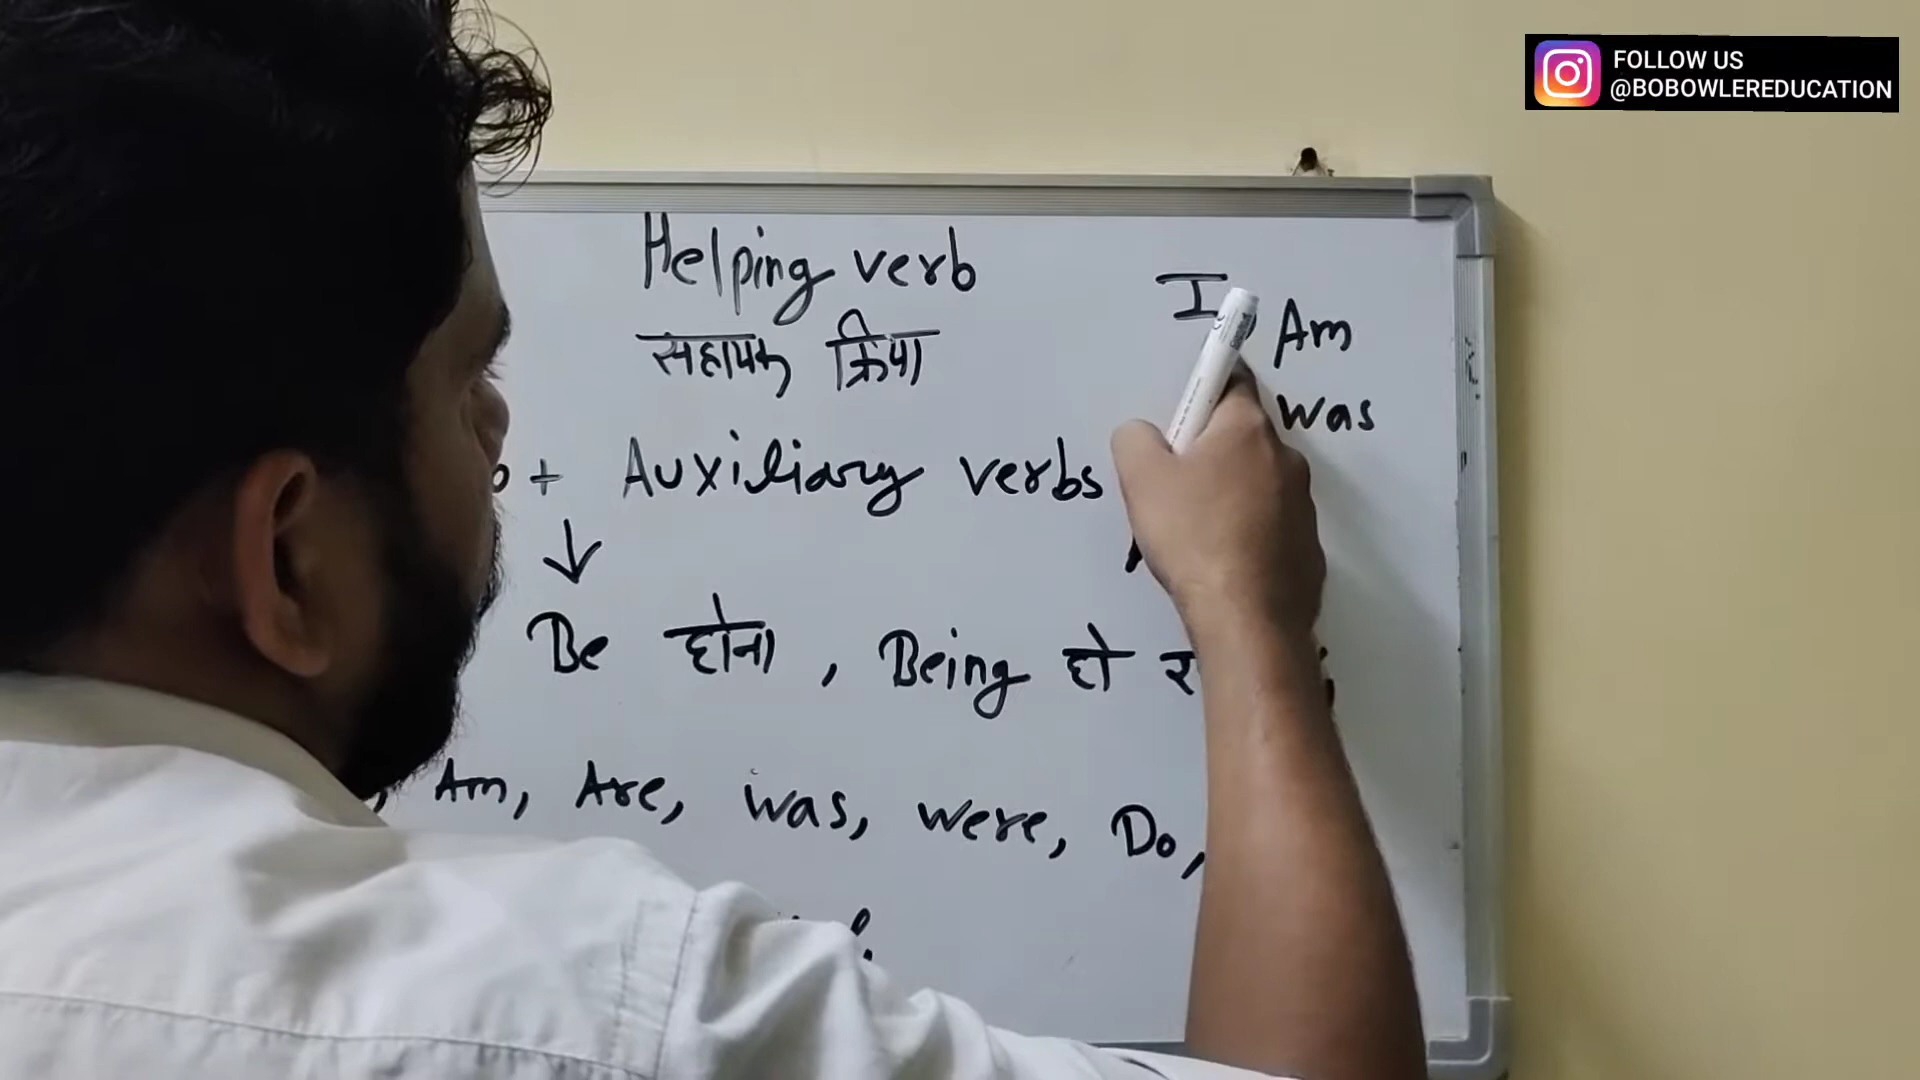 FOLLOW US
@BOBOWLEREDUCATION
Helping verb
सहायक क्रिया
I, Am
was
+ Auxiliary verbs
↓
Be होना, Being हो
Am, Are, was, were, Do,